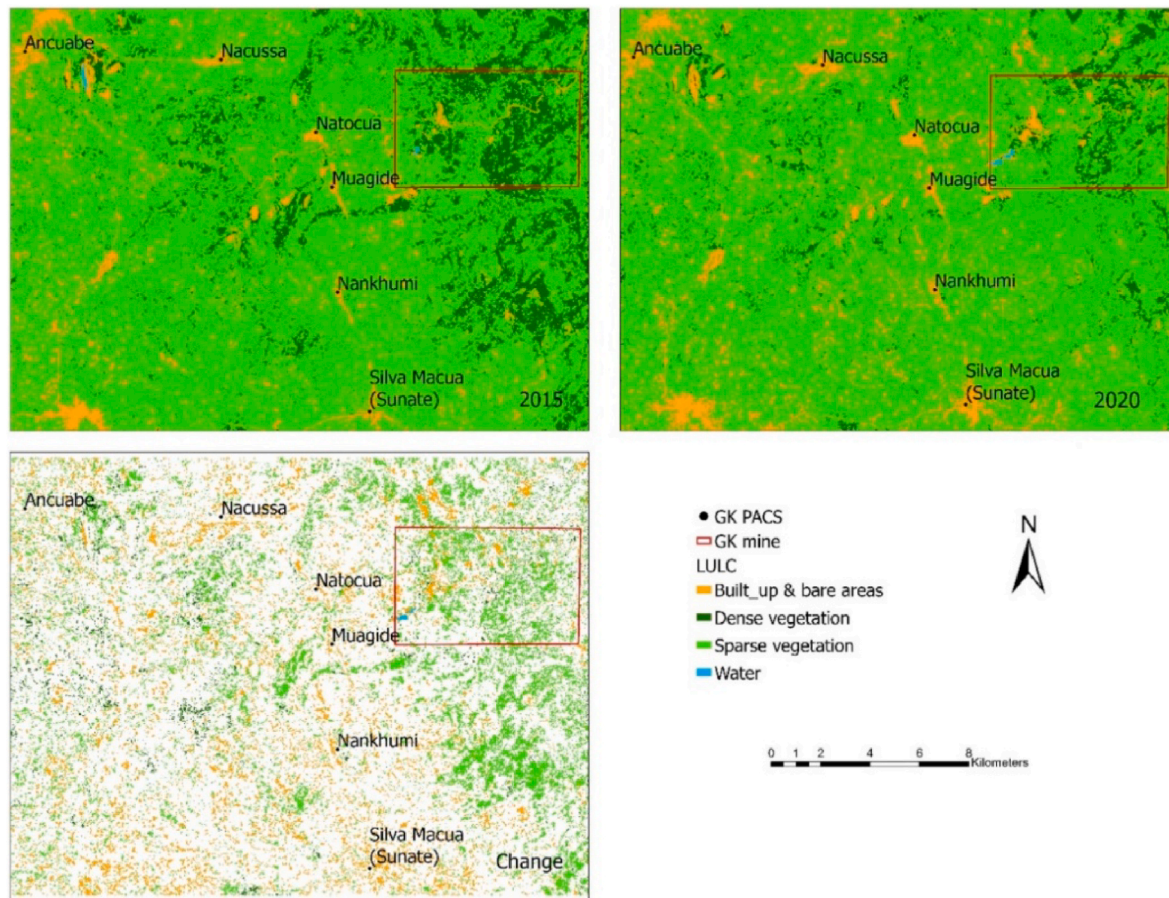 Ancuabe
Nacussa
Natocua
Muagide
Nankhumi
Silva Macua
(Sunate)
2015
Ancuabe
Nacussa
Natocua
Muagide
Nankhumi
Silva Macua
(Sunate)
2020
Ancuabe
Nacussa
Natocua
Muagide
Nankhumi
Silva Macua
(Sunate)
Change
GK PACS
GK mine
LULC
Built_up & bare areas
Dense vegetation
Sparse vegetation
Water
N
0 1 2 4 6 8
Kilometers